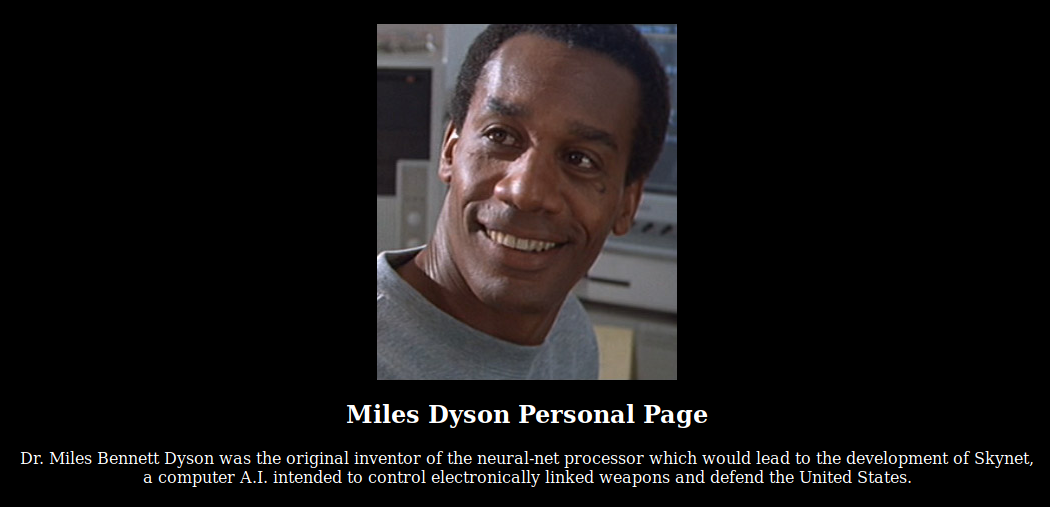 Miles Dyson Personal Page
Dr. Miles Bennett Dyson was the original inventor of the neural-net processor which would lead to the development of Skynet,
a computer A.I. intended to control electronically linked weapons and defend the United States.